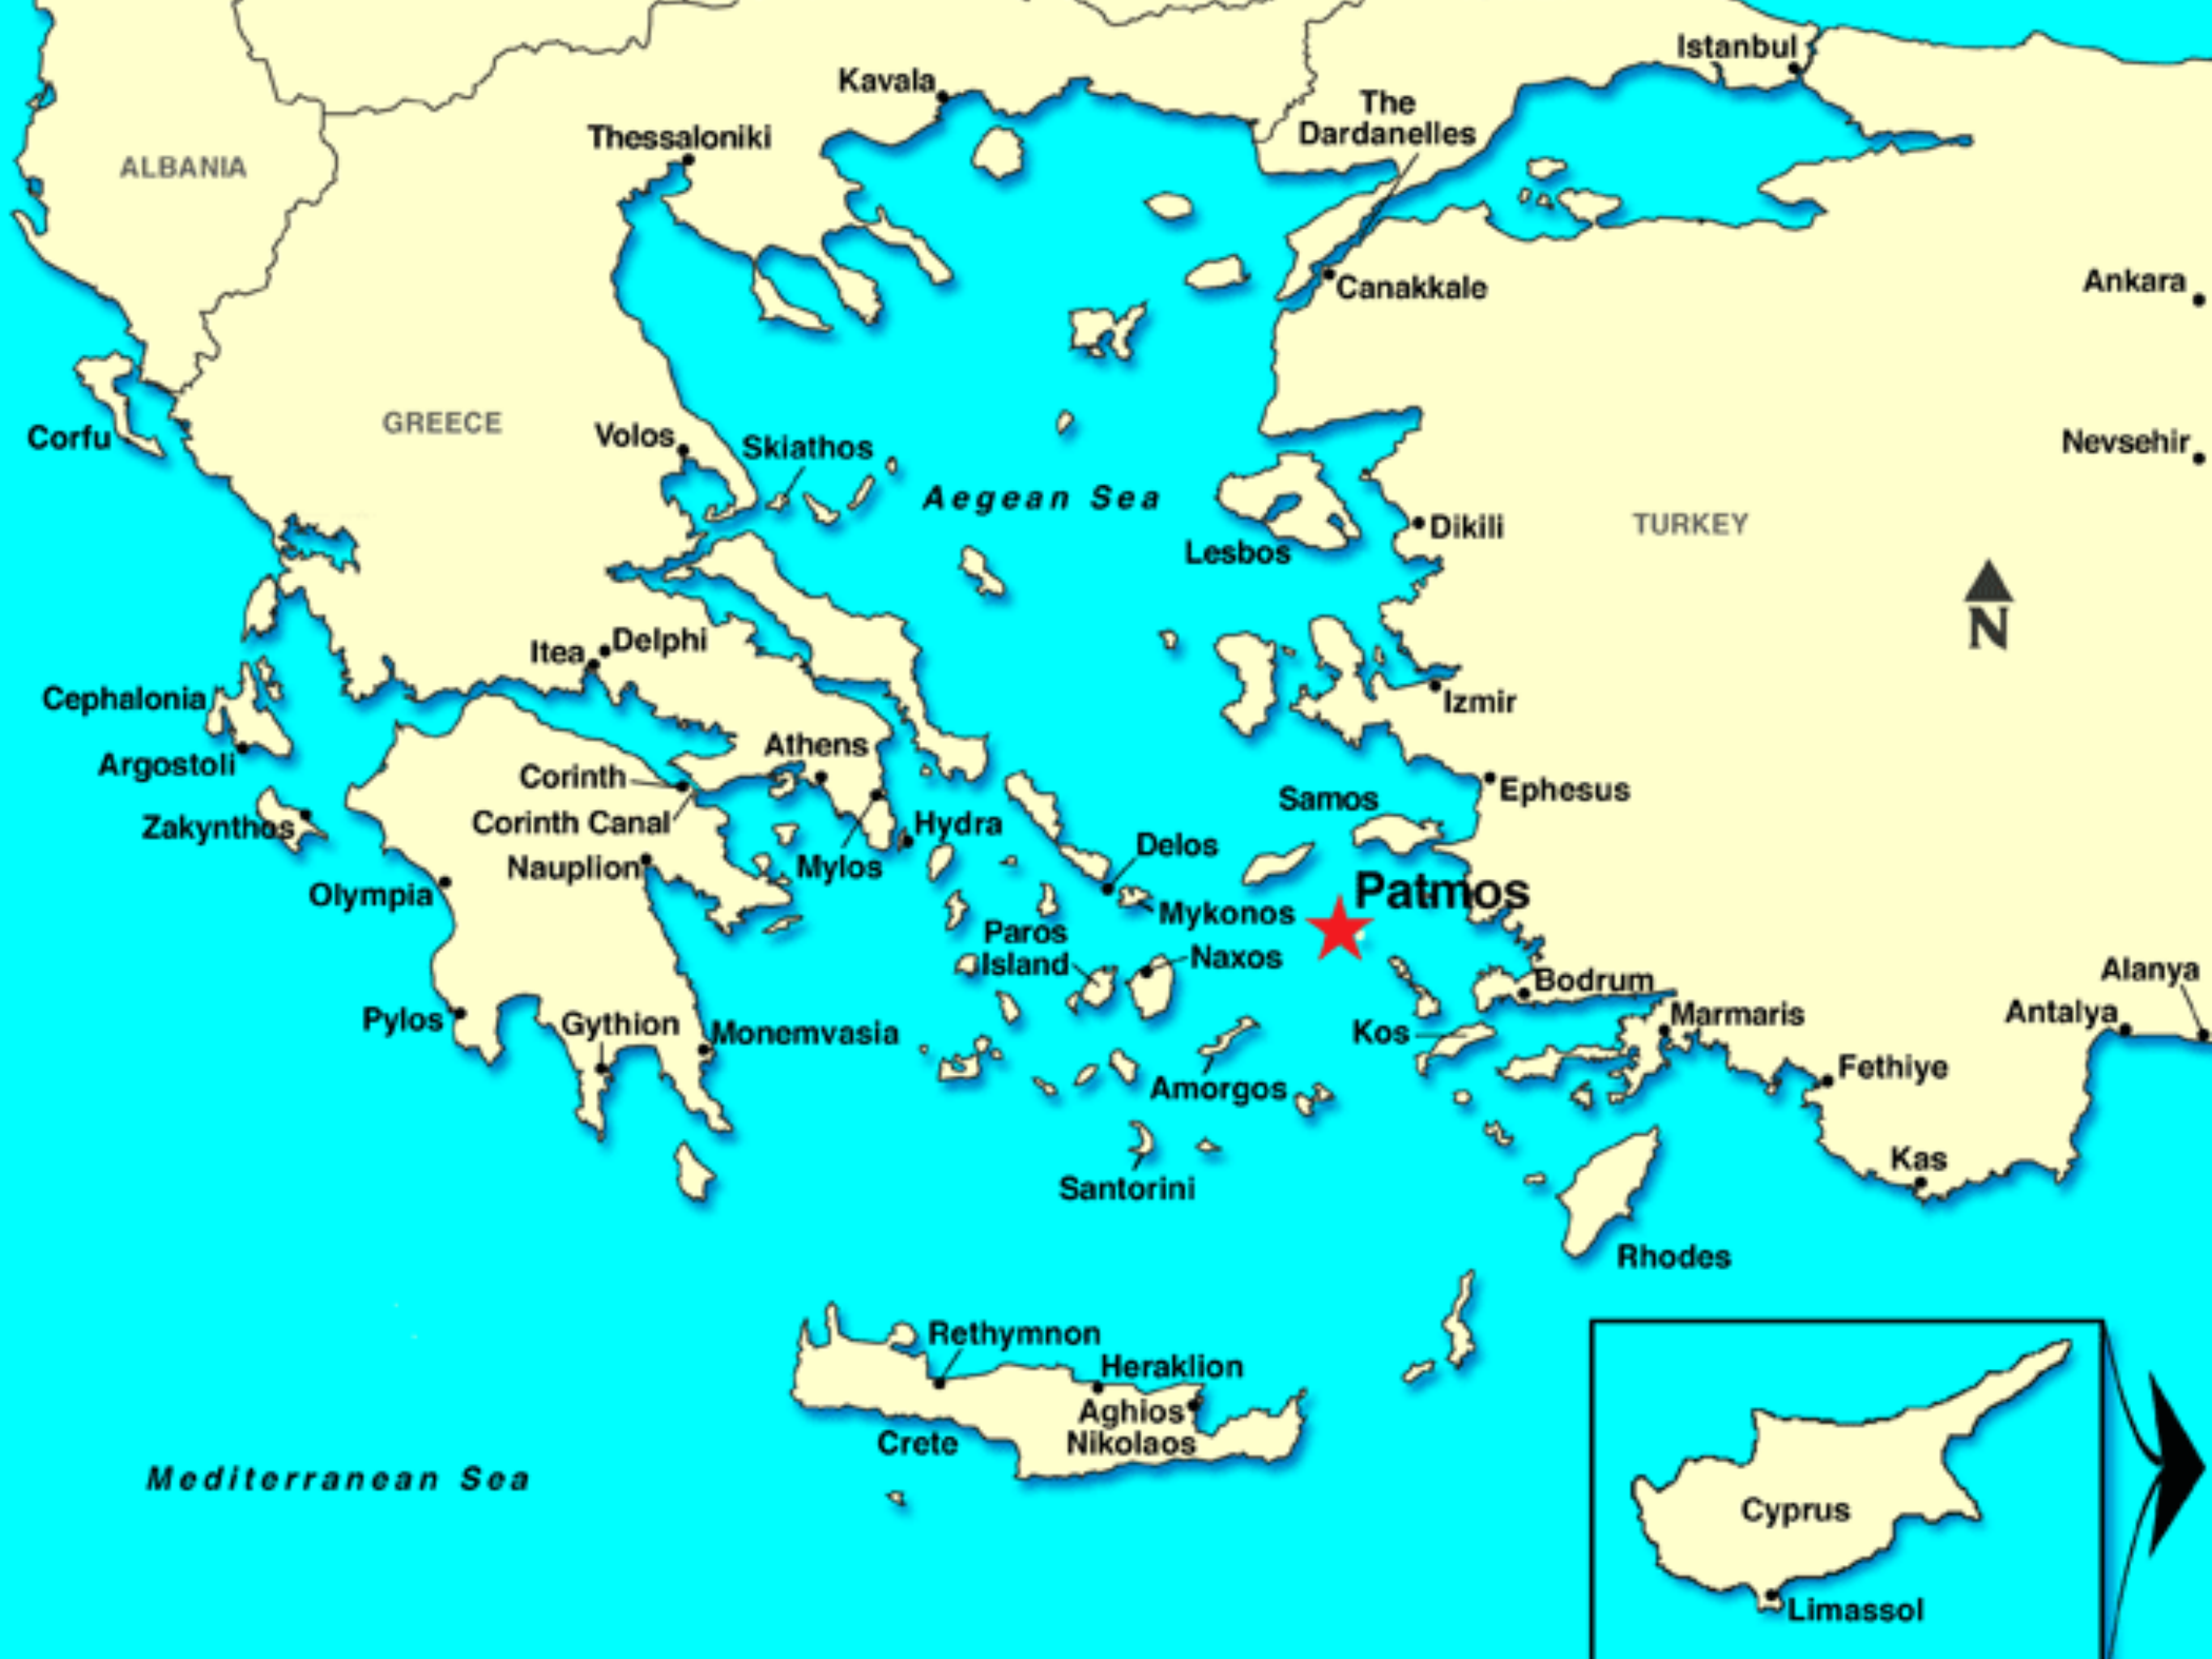 Istanbul
Kavala
The
Dardanelles
Thessaloniki
ALBANIA
Ankara
Canakkale
GREECE
Corfu
Volos
Skiathos
Nevsehir
Aegean Sea
Dikili
TURKEY
Lesbos
N
Delphi
Itea
Cephalonia
Izmir
Athens
Argostoli
Corinth
Ephesus
Samos
Zakynthos
Corinth Canal
Hydra
Delos
Nauplion
Mylos
Patmos
Olympia
Mykonos
Paros
Island
Naxos
Alanya
Bodrum
Antalya
Marmaris
Pylos
Gythion
Monemvasia
Kos
Fethiye
Amorgos
Kas
Santorini
Rhodes
Rethymnon
Heraklion
Aghios
Nikolaos
Crete
Mediterranean Sea
Cyprus
Limassol